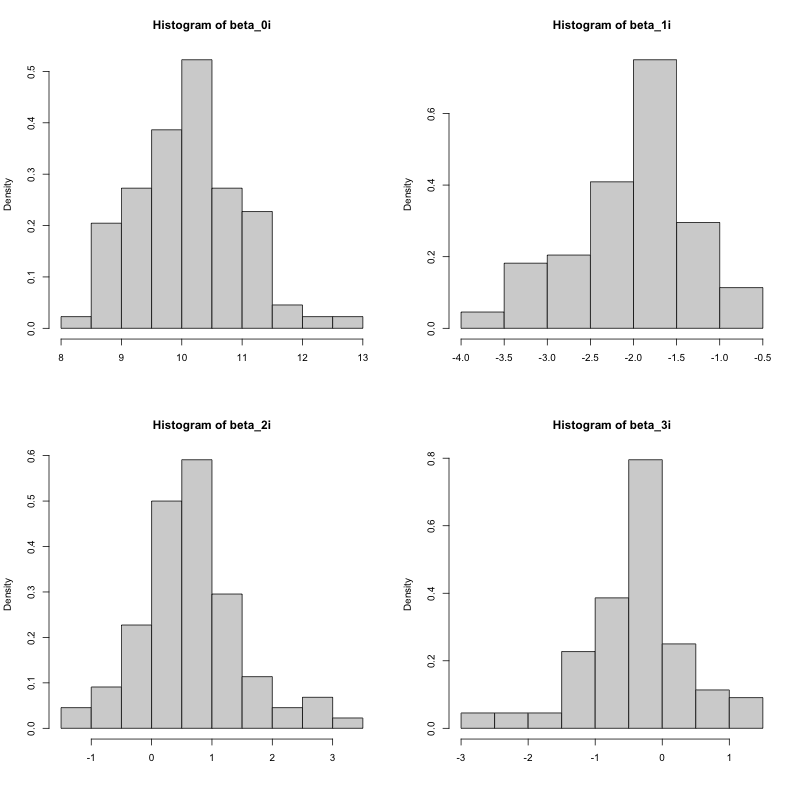 Histogram of beta_0i
Density
0.0 0.1 0.2 0.3 0.4 0.5
8 9 10 11 12 13
Histogram of beta_1i
Density
0.0 0.2 0.4 0.6
-4.0 -3.5 -3.0 -2.5 -2.0 -1.5 -1.0 -0.5
Histogram of beta_2i
Density
0.0 0.1 0.2 0.3 0.4 0.5 0.6
-1 0 1 2 3
Histogram of beta_3i
Density
0.0 0.2 0.4 0.6 0.8
-3 -2 -1 0 1